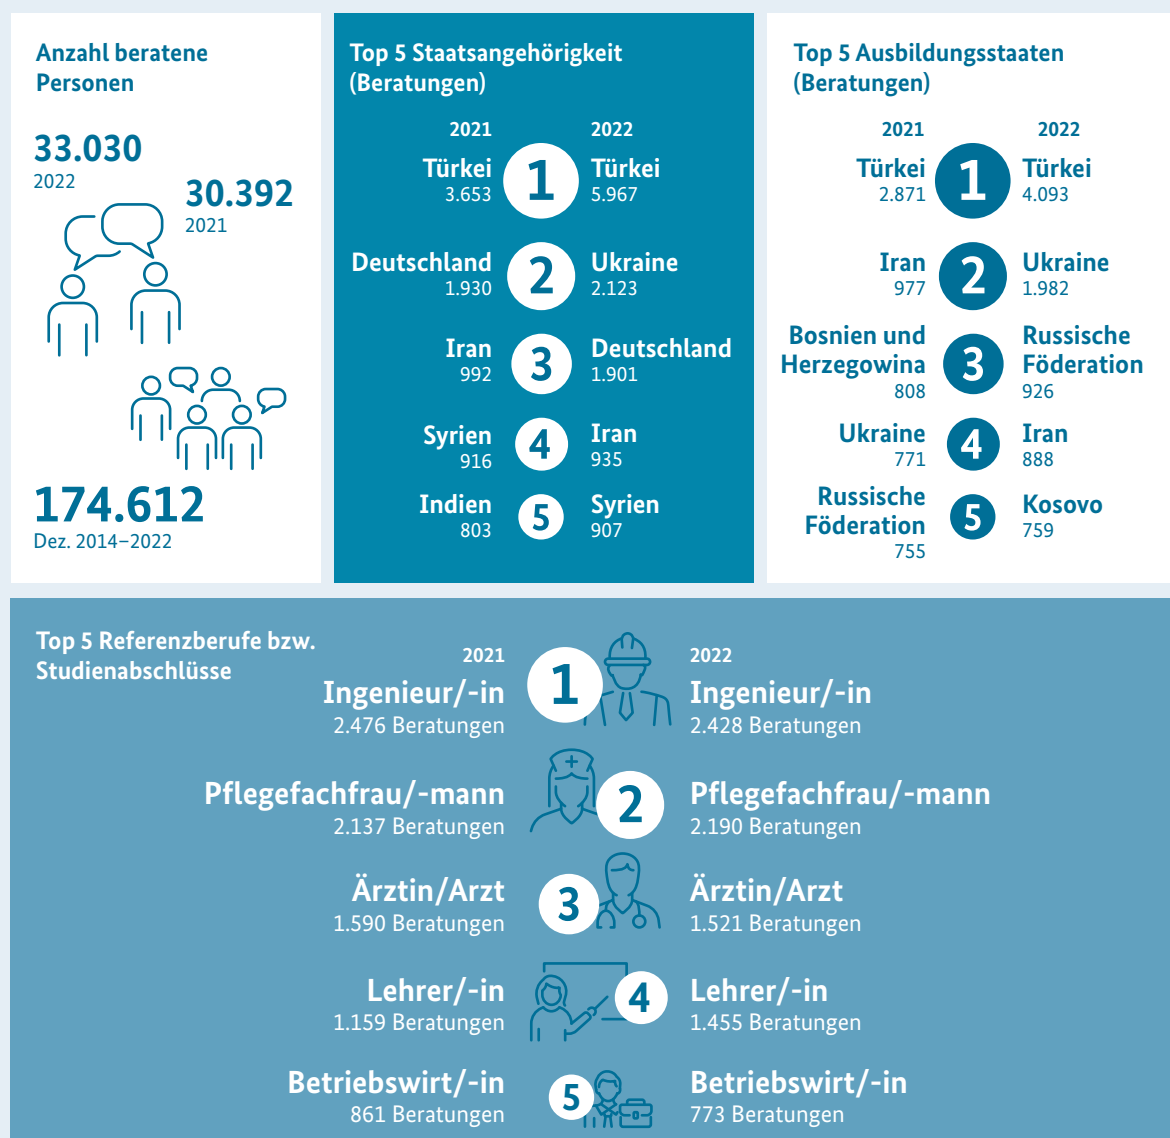 Anzahl beratene
Personen
33.030
2022
30.392
2021
174.612
Dez. 2014–2022
Top 5 Staatsangehörigkeit
(Beratungen)
2021 2022
Türkei 1 Türkei
3.653 5.967
Deutschland 2 Ukraine
1.930 2.123
Iran 3 Deutschland
992 1.901
Syrien 4 Iran
916 935
Indien 5 Syrien
803 907
Top 5 Ausbildungsstaaten
(Beratungen)
2021 2022
Türkei 1 Türkei
2.871 4.093
Iran 2 Ukraine
977 1.982
Bosnien und Russische
Herzegowina 3 Föderation
808 926
Ukraine 4 Iran
771 888
Russische
Föderation 5 Kosovo
755 759
Top 5 Referenzberufe bzw.
Studienabschlüsse
2021 2022
Ingenieur/-in 1 Ingenieur/-in
2.476 Beratungen 2.428 Beratungen
Pflegefachfrau/-mann 2 Pflegefachfrau/-mann
2.137 Beratungen 2.190 Beratungen
Ärztin/Arzt 3 Ärztin/Arzt
1.590 Beratungen 1.521 Beratungen
Lehrer/-in 4 Lehrer/-in
1.159 Beratungen 1.455 Beratungen
Betriebswirt/-in 5 Betriebswirt/-in
861 Beratungen 773 Beratungen